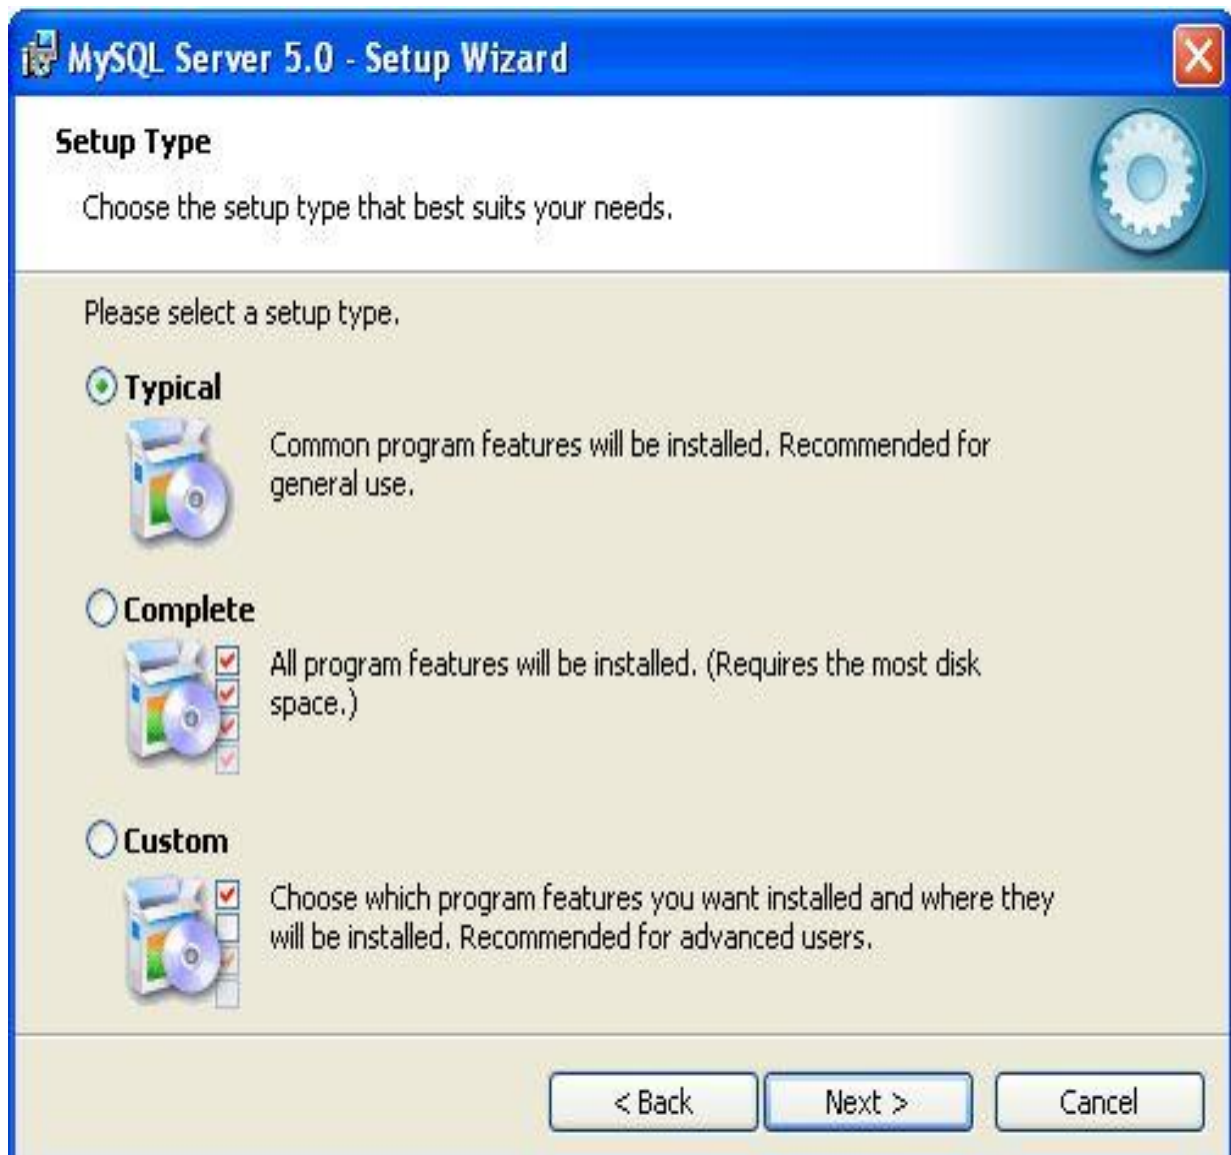 MySQL Server 5.0 - Setup Wizard
Setup Type
Choose the setup type that best suits your needs.
Please select a setup type.
Typical
Common program features will be installed. Recommended for
general use.
Complete
All program features will be installed. (Requires the most disk
space.)
Custom
Choose which program features you want installed and where they
will be installed. Recommended for advanced users.
< Back
Next >
Cancel